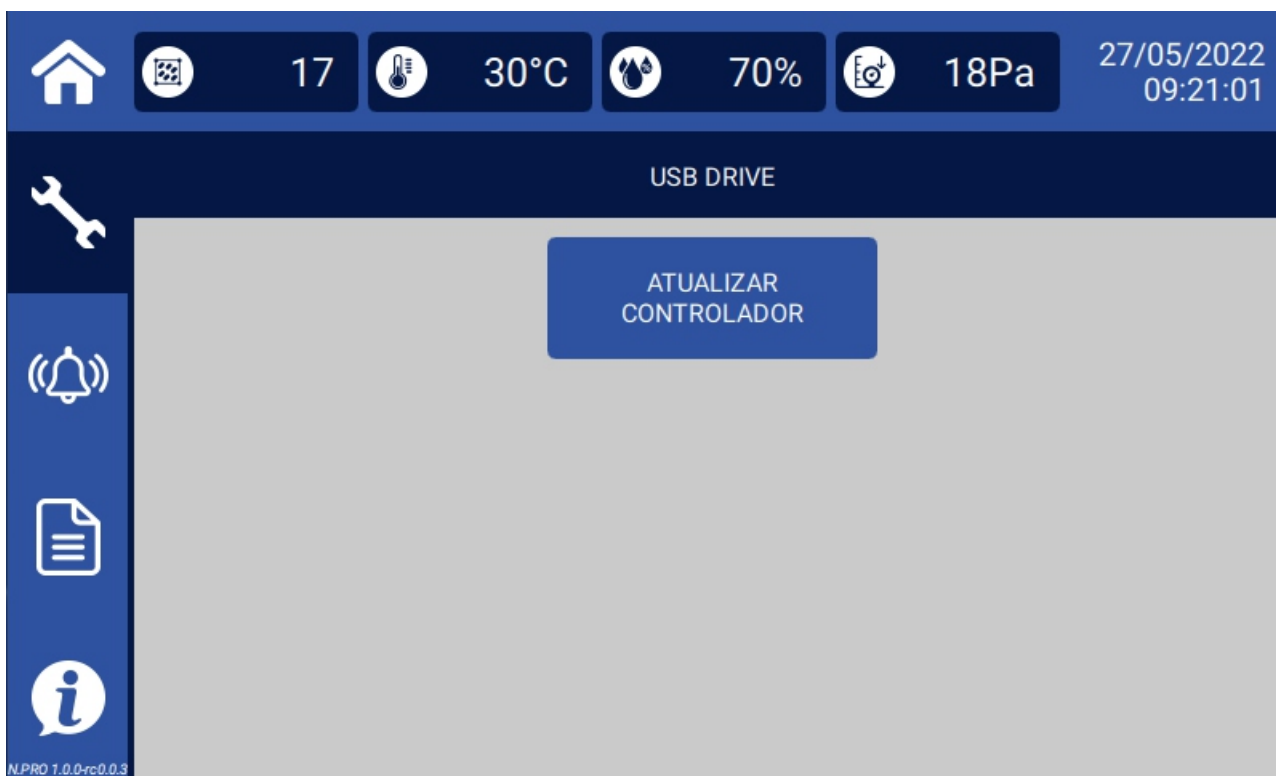 17
30°C
70%
18Pa
27/05/2022
09:21:01
USB DRIVE
ATUALIZAR
CONTROLADOR
N.PRO 1.0.0-rc0.0.3